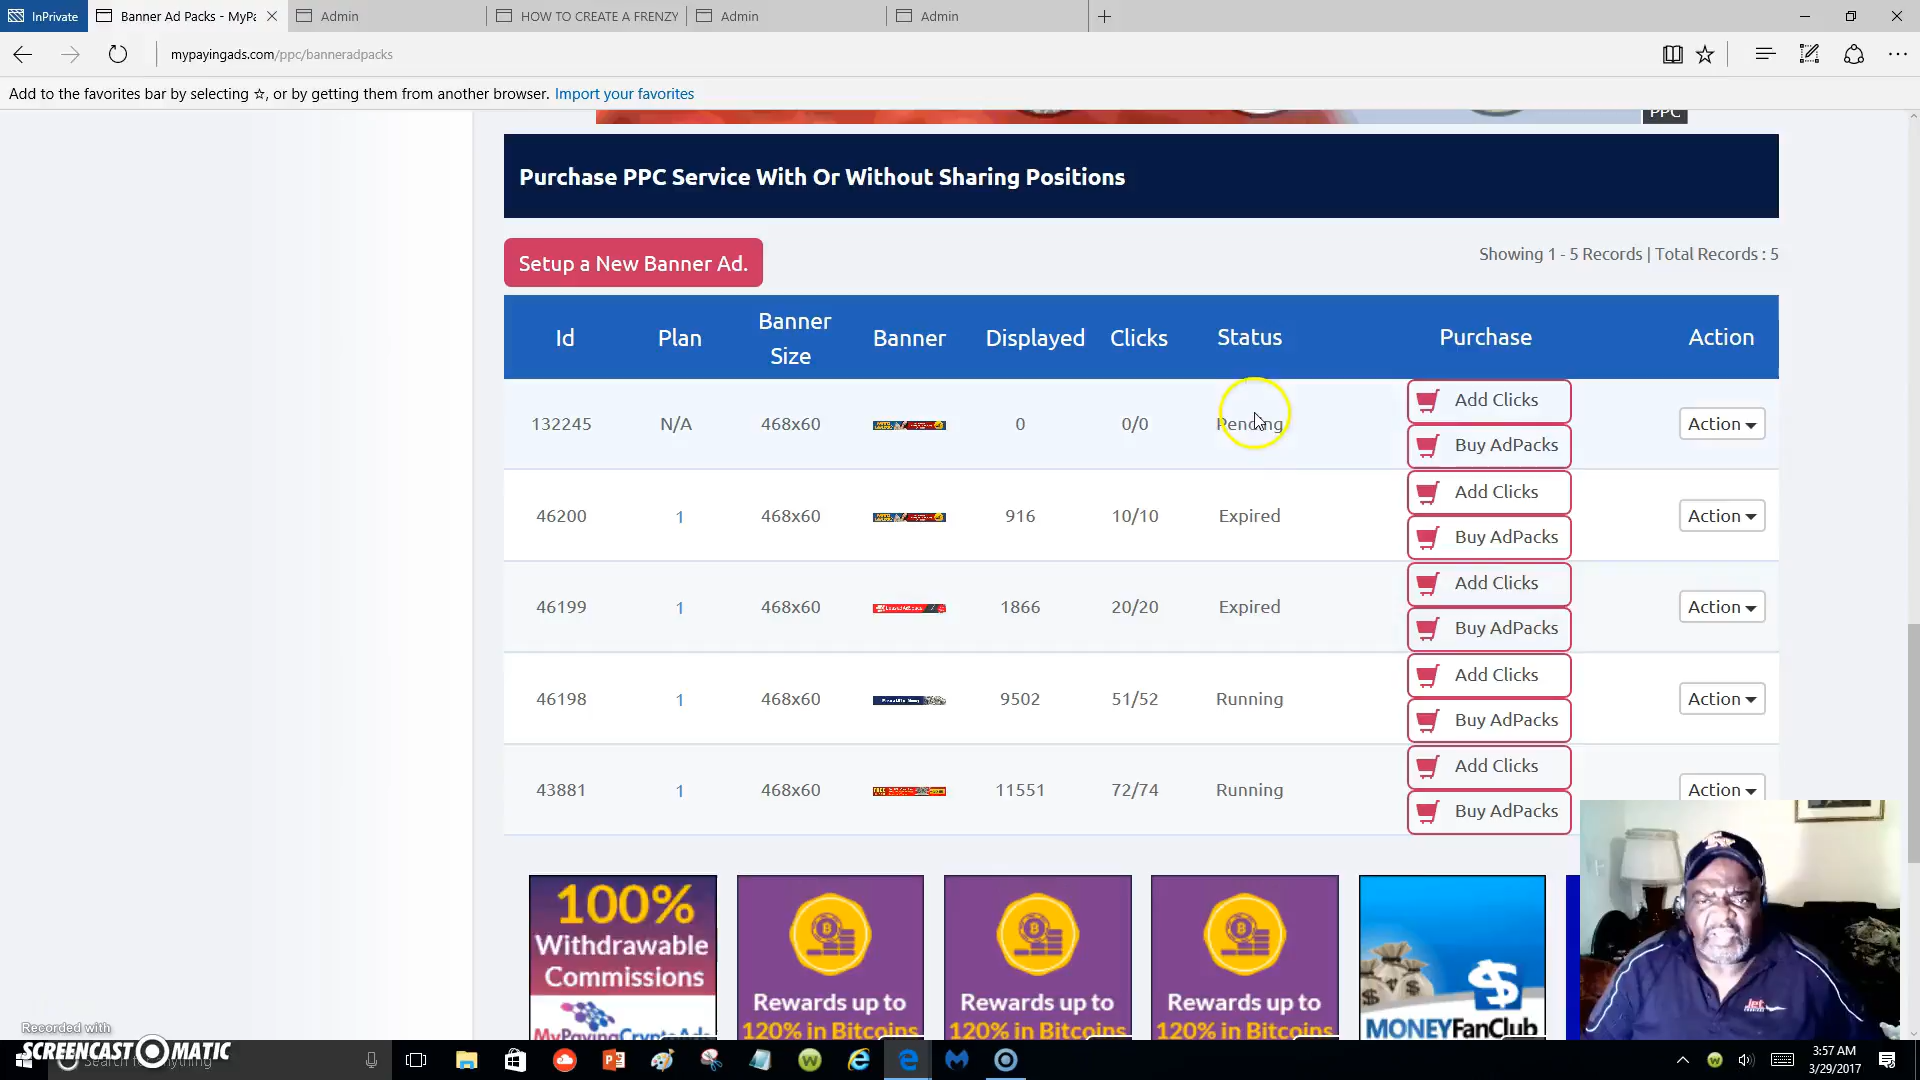 InPrivate
Banner Ad Packs - MyPa
Admin
HOW TO CREATE A FRENZY
Admin
Admin
mypayingads.com/ppc/banneradpacks
Add to the favorites bar by selecting ☆, or by getting them from another browser. Import your favorites
PPC
Purchase PPC Service With Or Without Sharing Positions
Setup a New Banner Ad.
Showing 1 - 5 Records | Total Records : 5
Id Plan Banner Size Banner Displayed Clicks Status Purchase Action
132245 N/A 468x60 0 0/0 Pending Add Clicks Action
Buy AdPacks
46200 1 468x60 916 10/10 Expired Add Clicks Action
Buy AdPacks
46199 1 468x60 1866 20/20 Expired Add Clicks Action
Buy AdPacks
46198 1 468x60 9502 51/52 Running Add Clicks Action
Buy AdPacks
43881 1 468x60 11551 72/74 Running Add Clicks Action
Buy AdPacks
100%
Withdrawable
Commissions
MyPayingCryptoAds
Rewards up to
120% in Bitcoins
Rewards up to
120% in Bitcoins
Rewards up to
120% in Bitcoins
MONEYFanClub
Recorded with
SCREENCAST-O-MATIC
Search for anything
3:57 AM
3/29/2017